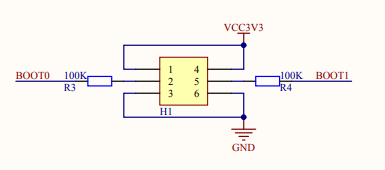 VCC3V3
BOOT0 100K 1 4 100K BOOT1
R3 2 5 R4
3 6
H1
GND